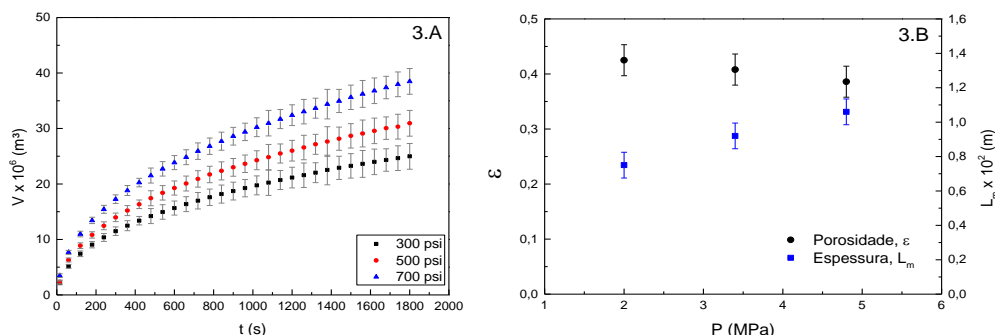 3.A
V x 10⁶ (m³)
50
40
30
20
10
0
0 200 400 600 800 1000 1200 1400 1600 1800 2000
t (s)
300 psi
500 psi
700 psi
3.B
ε
0,5
0,4
0,3
0,2
0,1
0,0
1 2 3 4 5 6
P (MPa)
Porosidade, ε
Espessura, Lₘ
1,6
1,4
1,2
1,0
0,8
0,6
0,4
0,2
0,0
Lₘ x 10² (m)